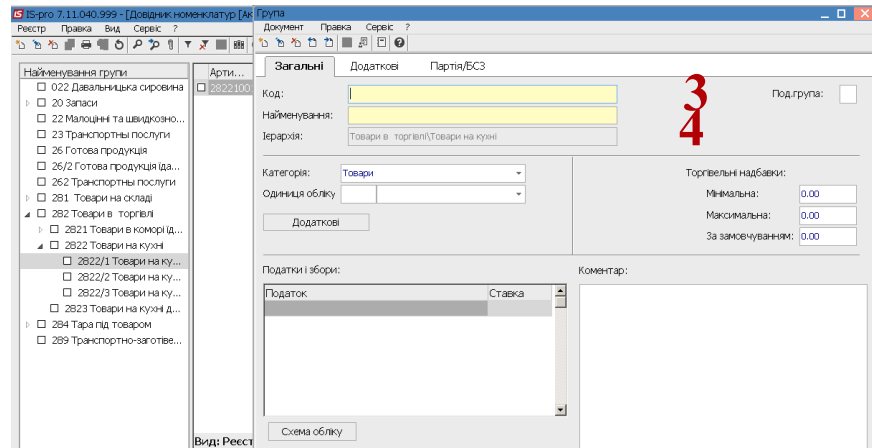 IS-pro 7.11.040.999 - [Довідник номенклатур [Ак
Реєстр Правка Вид Сервіс ?
Найменування групи
Арти...
022 Давальницька сировина
2822100
20 Запаси
22 Малоцінні та швидкозно...
23 Транспортны послуги
26 Готова продукція
26/2 Готова продукція їда...
262 Транспортны послуги
281 Товари на складі
282 Товари в торгівлі
2821 Товари в коморі їд...
2822 Товари на кухні
2822/1 Товари на ку...
2822/2 Товари на ку...
2822/3 Товари на ку...
2823 Товари на кухні д...
284 Тара під товаром
289 Транспортно-заготіве...
Вид: Реєст
Група
Документ Правка Сервіс ?
Загальні Додаткові Партія/БСЗ
Код:
3
Под.група:
Найменування:
4
Ієрархія:
Товари в торгівлі\Товари на кухні
Категорія:
Товари
Одиниця обліку
Додаткові
Торгівельні надбавки:
Мінімальна: 0.00
Максимальна: 0.00
За замовчуванням: 0.00
Податки і збори:
Податок Ставка
Схема обліку
Коментар: